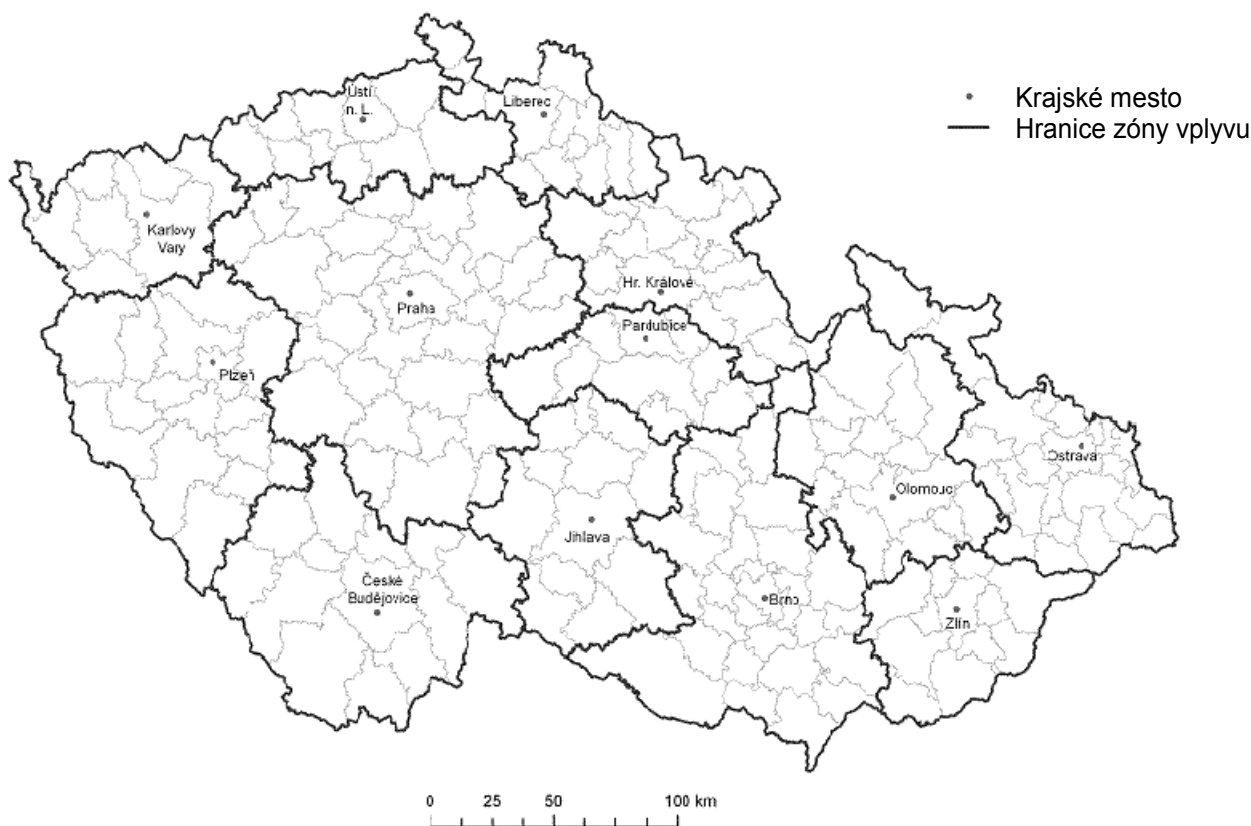 Ústí
n. L.
Liberec
Krajské mesto
Hranice zóny vplyvu
Karlovy
Vary
Hr. Králové
Praha
Pardubice
Plzeň
Ostrava
Olomouc
Jihlava
České
Budějovice
Brno
Zlín
0 25 50 100 km